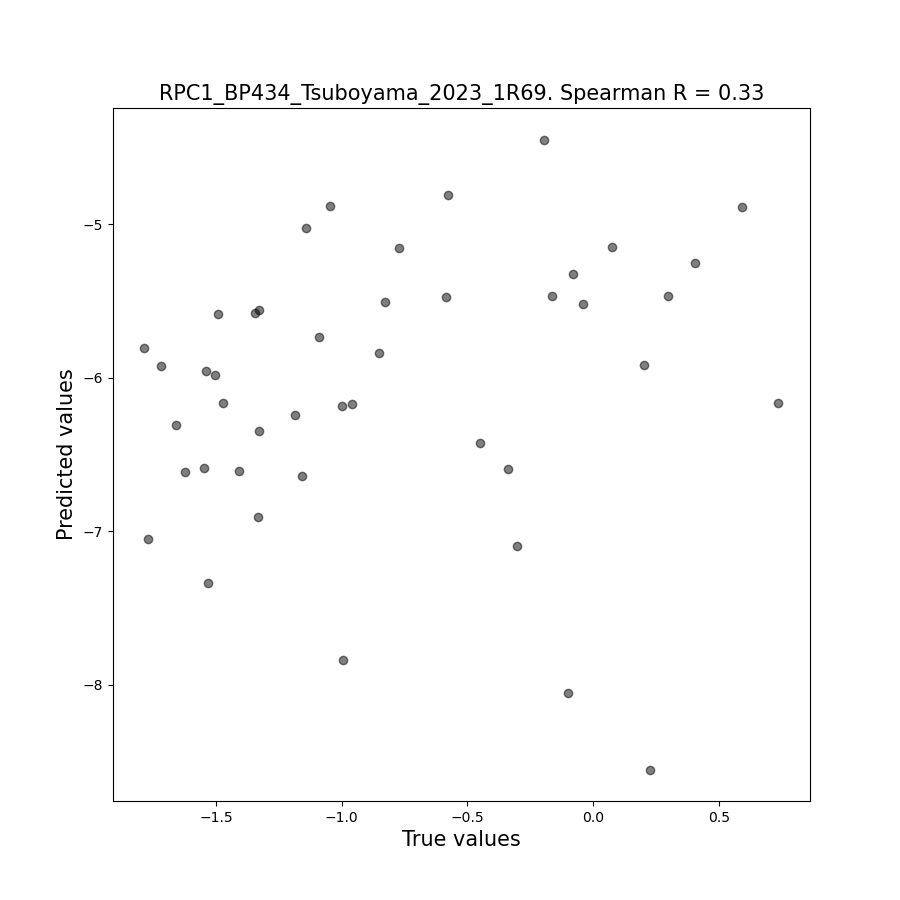 RPC1_BP434_Tsuboyama_2023_1R69. Spearman R = 0.33
Predicted values
−5
−6
−7
−8
−1.5 −1.0 −0.5 0.0 0.5
True values